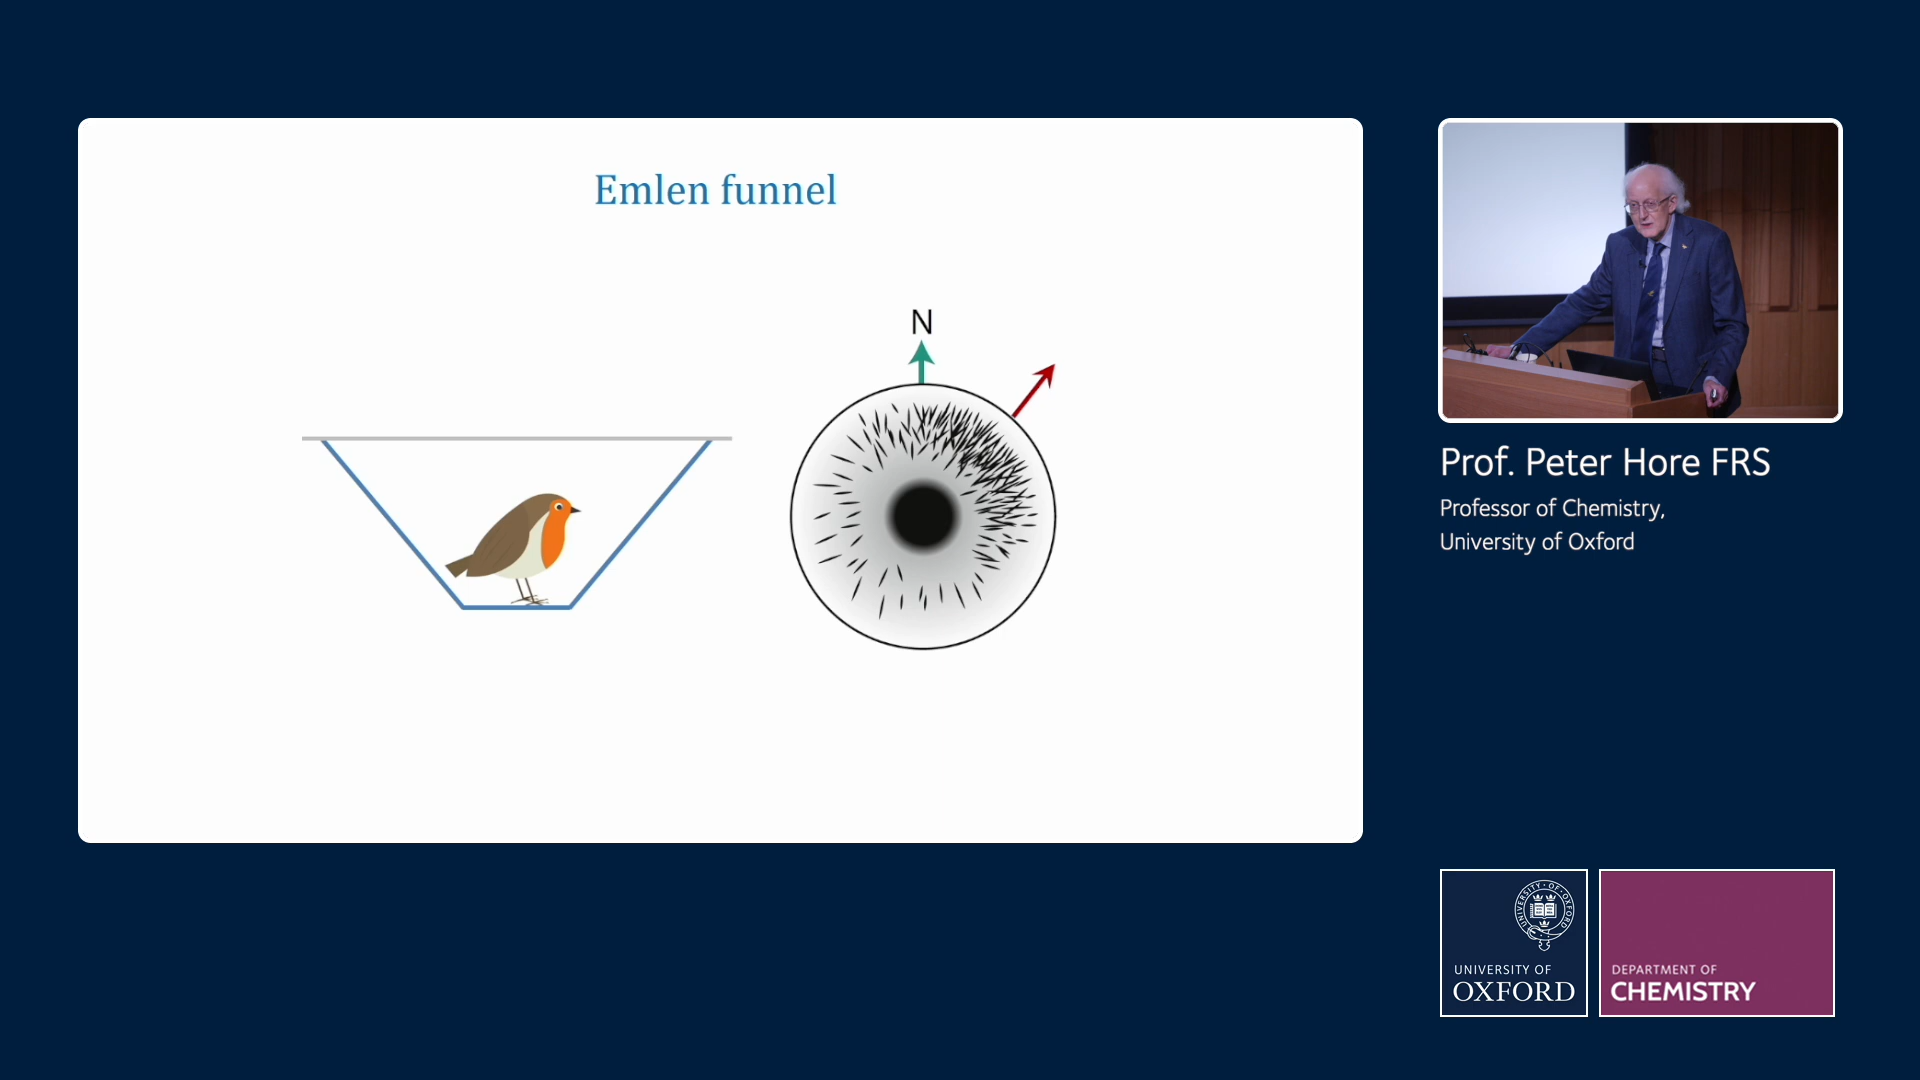 Emlen funnel
N
Prof. Peter Hore FRS
Professor of Chemistry,
University of Oxford
UNIVERSITY OF
OXFORD
DEPARTMENT OF
CHEMISTRY